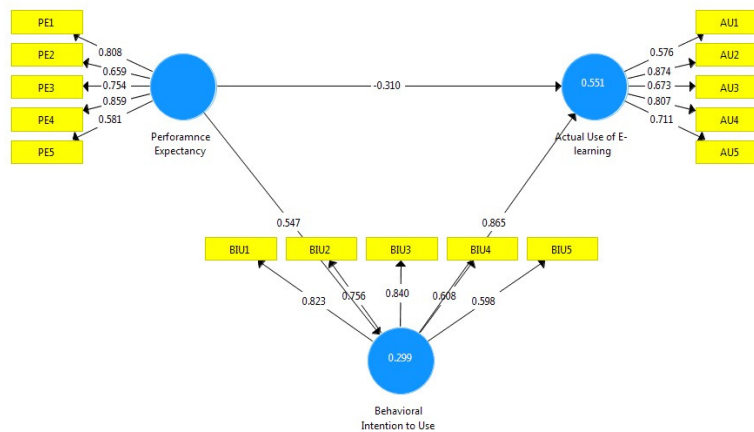 PE1
PE2
PE3
PE4
PE5
0.808
0.659
0.754
0.859
0.581
Perforamnce
Expectancy
-0.310
0.551
Actual Use of E-
learning
0.576
0.874
0.673
0.807
0.711
AU1
AU2
AU3
AU4
AU5
0.547
0.865
BIU1
BIU2
BIU3
BIU4
BIU5
0.823
0.756
0.840
0.608
0.598
0.299
Behavioral
Intention to Use